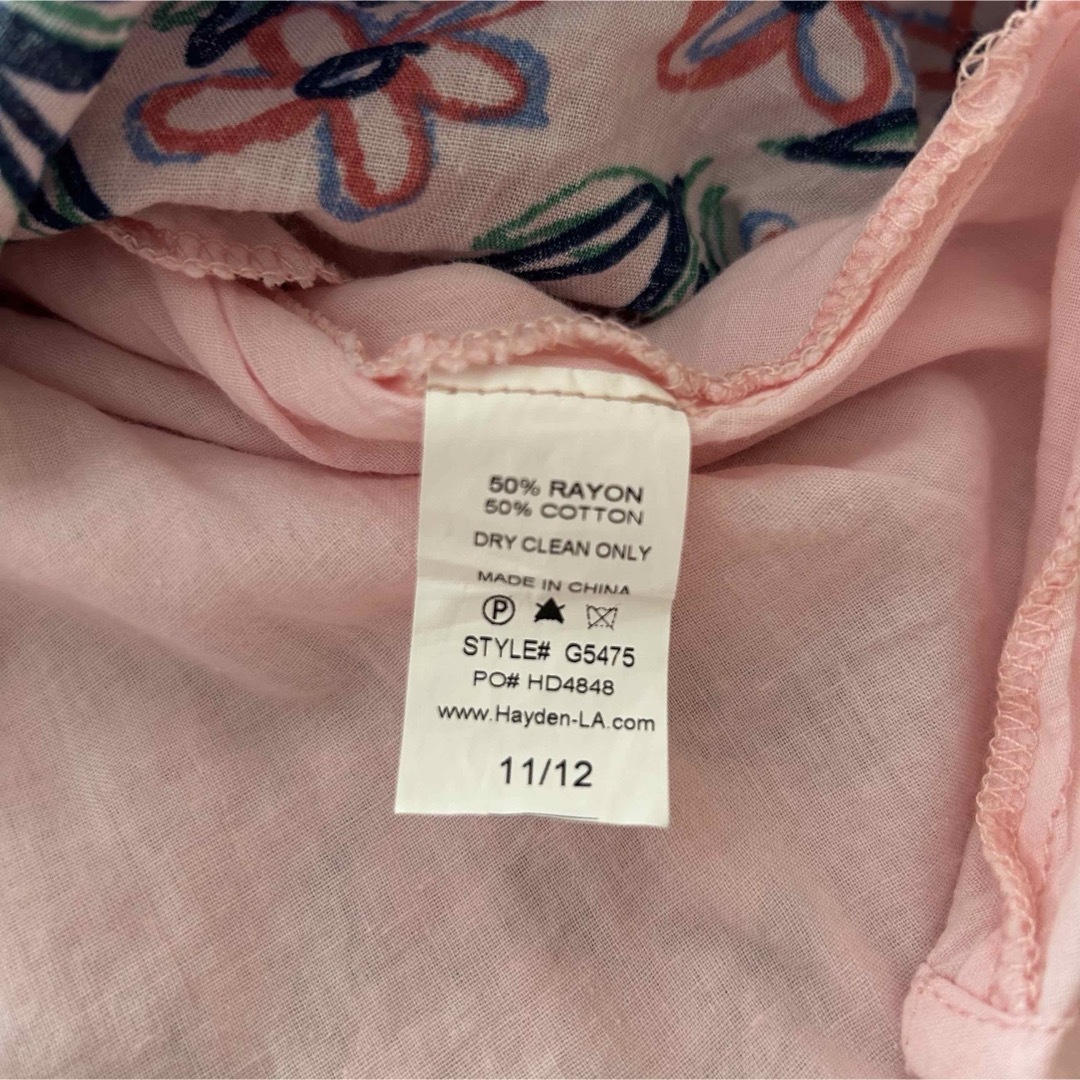 50% RAYON
50% COTTON
DRY CLEAN ONLY
MADE IN CHINA
P
STYLE# G5475
PO# HD4848
www.Hayden-LA.com
11/12